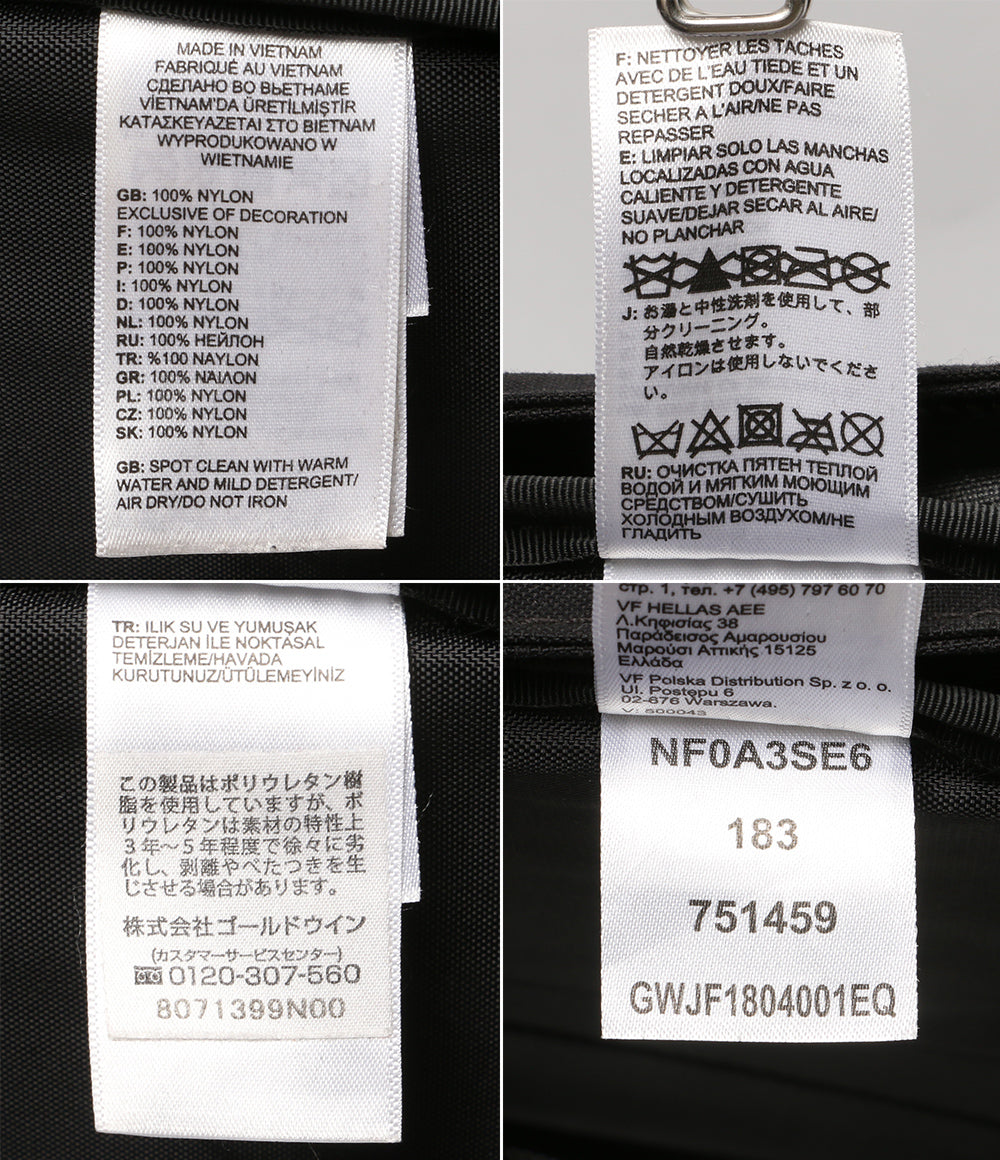 MADE IN VIETNAM
FABRIQUÉ AU VIETNAM
СДЕЛАНО ВО ВЬЕТНАМЕ
VİETNAM'DA ÜRETİLMİŞTİR
ΚΑΤΑΣΚΕΥΑΖΕΤΑΙ ΣΤΟ ΒΙΕΤΝΑΜ
WYPRODUKOWANO W
WIETNAMIE
GB: 100% NYLON
EXCLUSIVE OF DECORATION
F: 100% NYLON
E: 100% NYLON
P: 100% NYLON
I: 100% NYLON
D: 100% NYLON
NL: 100% NYLON
RU: 100% НЕЙЛОН
TR: %100 NAYLON
GR: 100% ΝΑΪΛΟΝ
PL: 100% NYLON
CZ: 100% NYLON
SK: 100% NYLON
GB: SPOT CLEAN WITH WARM
WATER AND MILD DETERGENT/
AIR DRY/DO NOT IRON
F: NETTOYER LES TACHES
AVEC DE L'EAU TIEDE ET UN
DETERGENT DOUX/FAIRE
SECHER A L'AIR/NE PAS
REPASSER
E: LIMPIAR SOLO LAS MANCHAS
LOCALIZADAS CON AGUA
CALIENTE Y DETERGENTE
SUAVE/DEJAR SECAR AL AIRE/
NO PLANCHAR
J: お湯と中性洗剤を使用して、部
分クリーニング。
自然乾燥させます。
アイロンは使用しないでくださ
い。
RU: ОЧИСТКА ПЯТЕН ТЕПЛОЙ
ВОДОЙ И МЯГКИМ МОЮЩИМ
СРЕДСТВОМ/СУШИТЬ
ХОЛОДНЫМ ВОЗДУХОМ/НЕ
ГЛАДИТЬ
TR: ILIK SU VE YUMUŞAK
DETERJAN İLE NOKTASAL
TEMİZLEME/HAVADA
KURUTUNUZ/ÜTÜLEMEYİNİZ
この製品はポリウレタン樹
脂を使用していますが、ポ
リウレタンは素材の特性上
3年～5年程度で徐々に劣
化し、剥離やべたつきを生
じさせる場合があります。
株式会社ゴールドウイン
(カスタマーサービスセンター)
0120-307-560
8071399N00
стр. 1, тел. +7 (495) 797 60 70
VF HELLAS AEE
Λ.Κηφισίας 38
Παράδεισος Αμαρουσίου
Μαρούσι Αττικής 15125
Ελλάδα
VF Polska Distribution Sp. z o. o.
Ul. Postępu 6
02-676 Warszawa.
V: 500043
NF0A3SE6
183
751459
GWJF1804001EQ